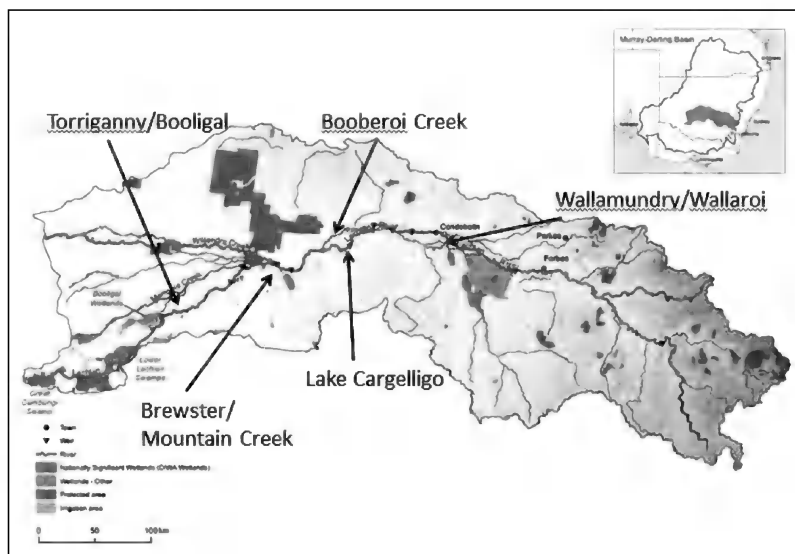 Murray-Darling Basin
Torriganny/Booligal
Booberoi Creek
Wallamundry/Wallaroi
Condobolin
Parkes
Forbes
Booligal
Wetlands
Lower
Lachlan
Swamps
Great
Cumbung
Swamp
Lake Cargelligo
Brewster/
Mountain Creek
Town
Weir
River
Nationally Significant Wetlands (DIWA Wetlands)
Wetlands - Other
Protected area
Irrigation area
0 50 100 km